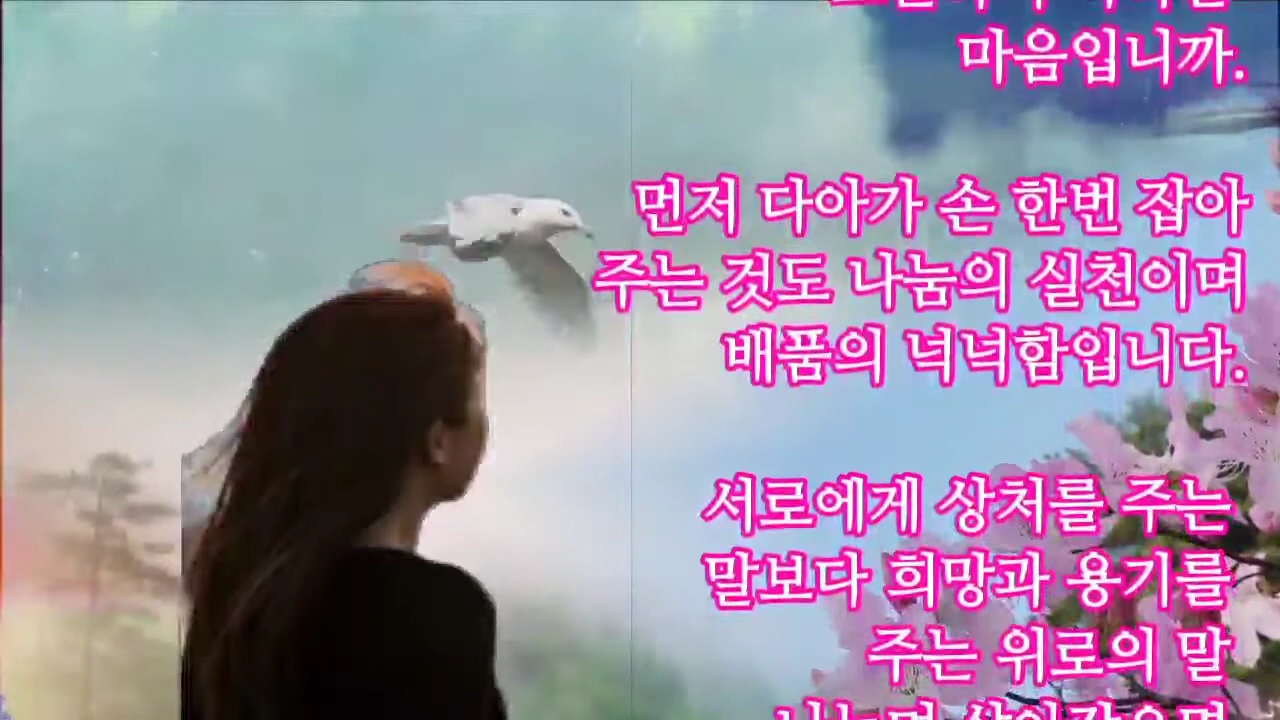 마음입니까.
먼저 다아가 손 한번 잡아
주는 것도 나눔의 실천이며
배품의 넉넉함입니다.
서로에게 상처를 주는
말보다 희망과 용기를
주는 위로의 말